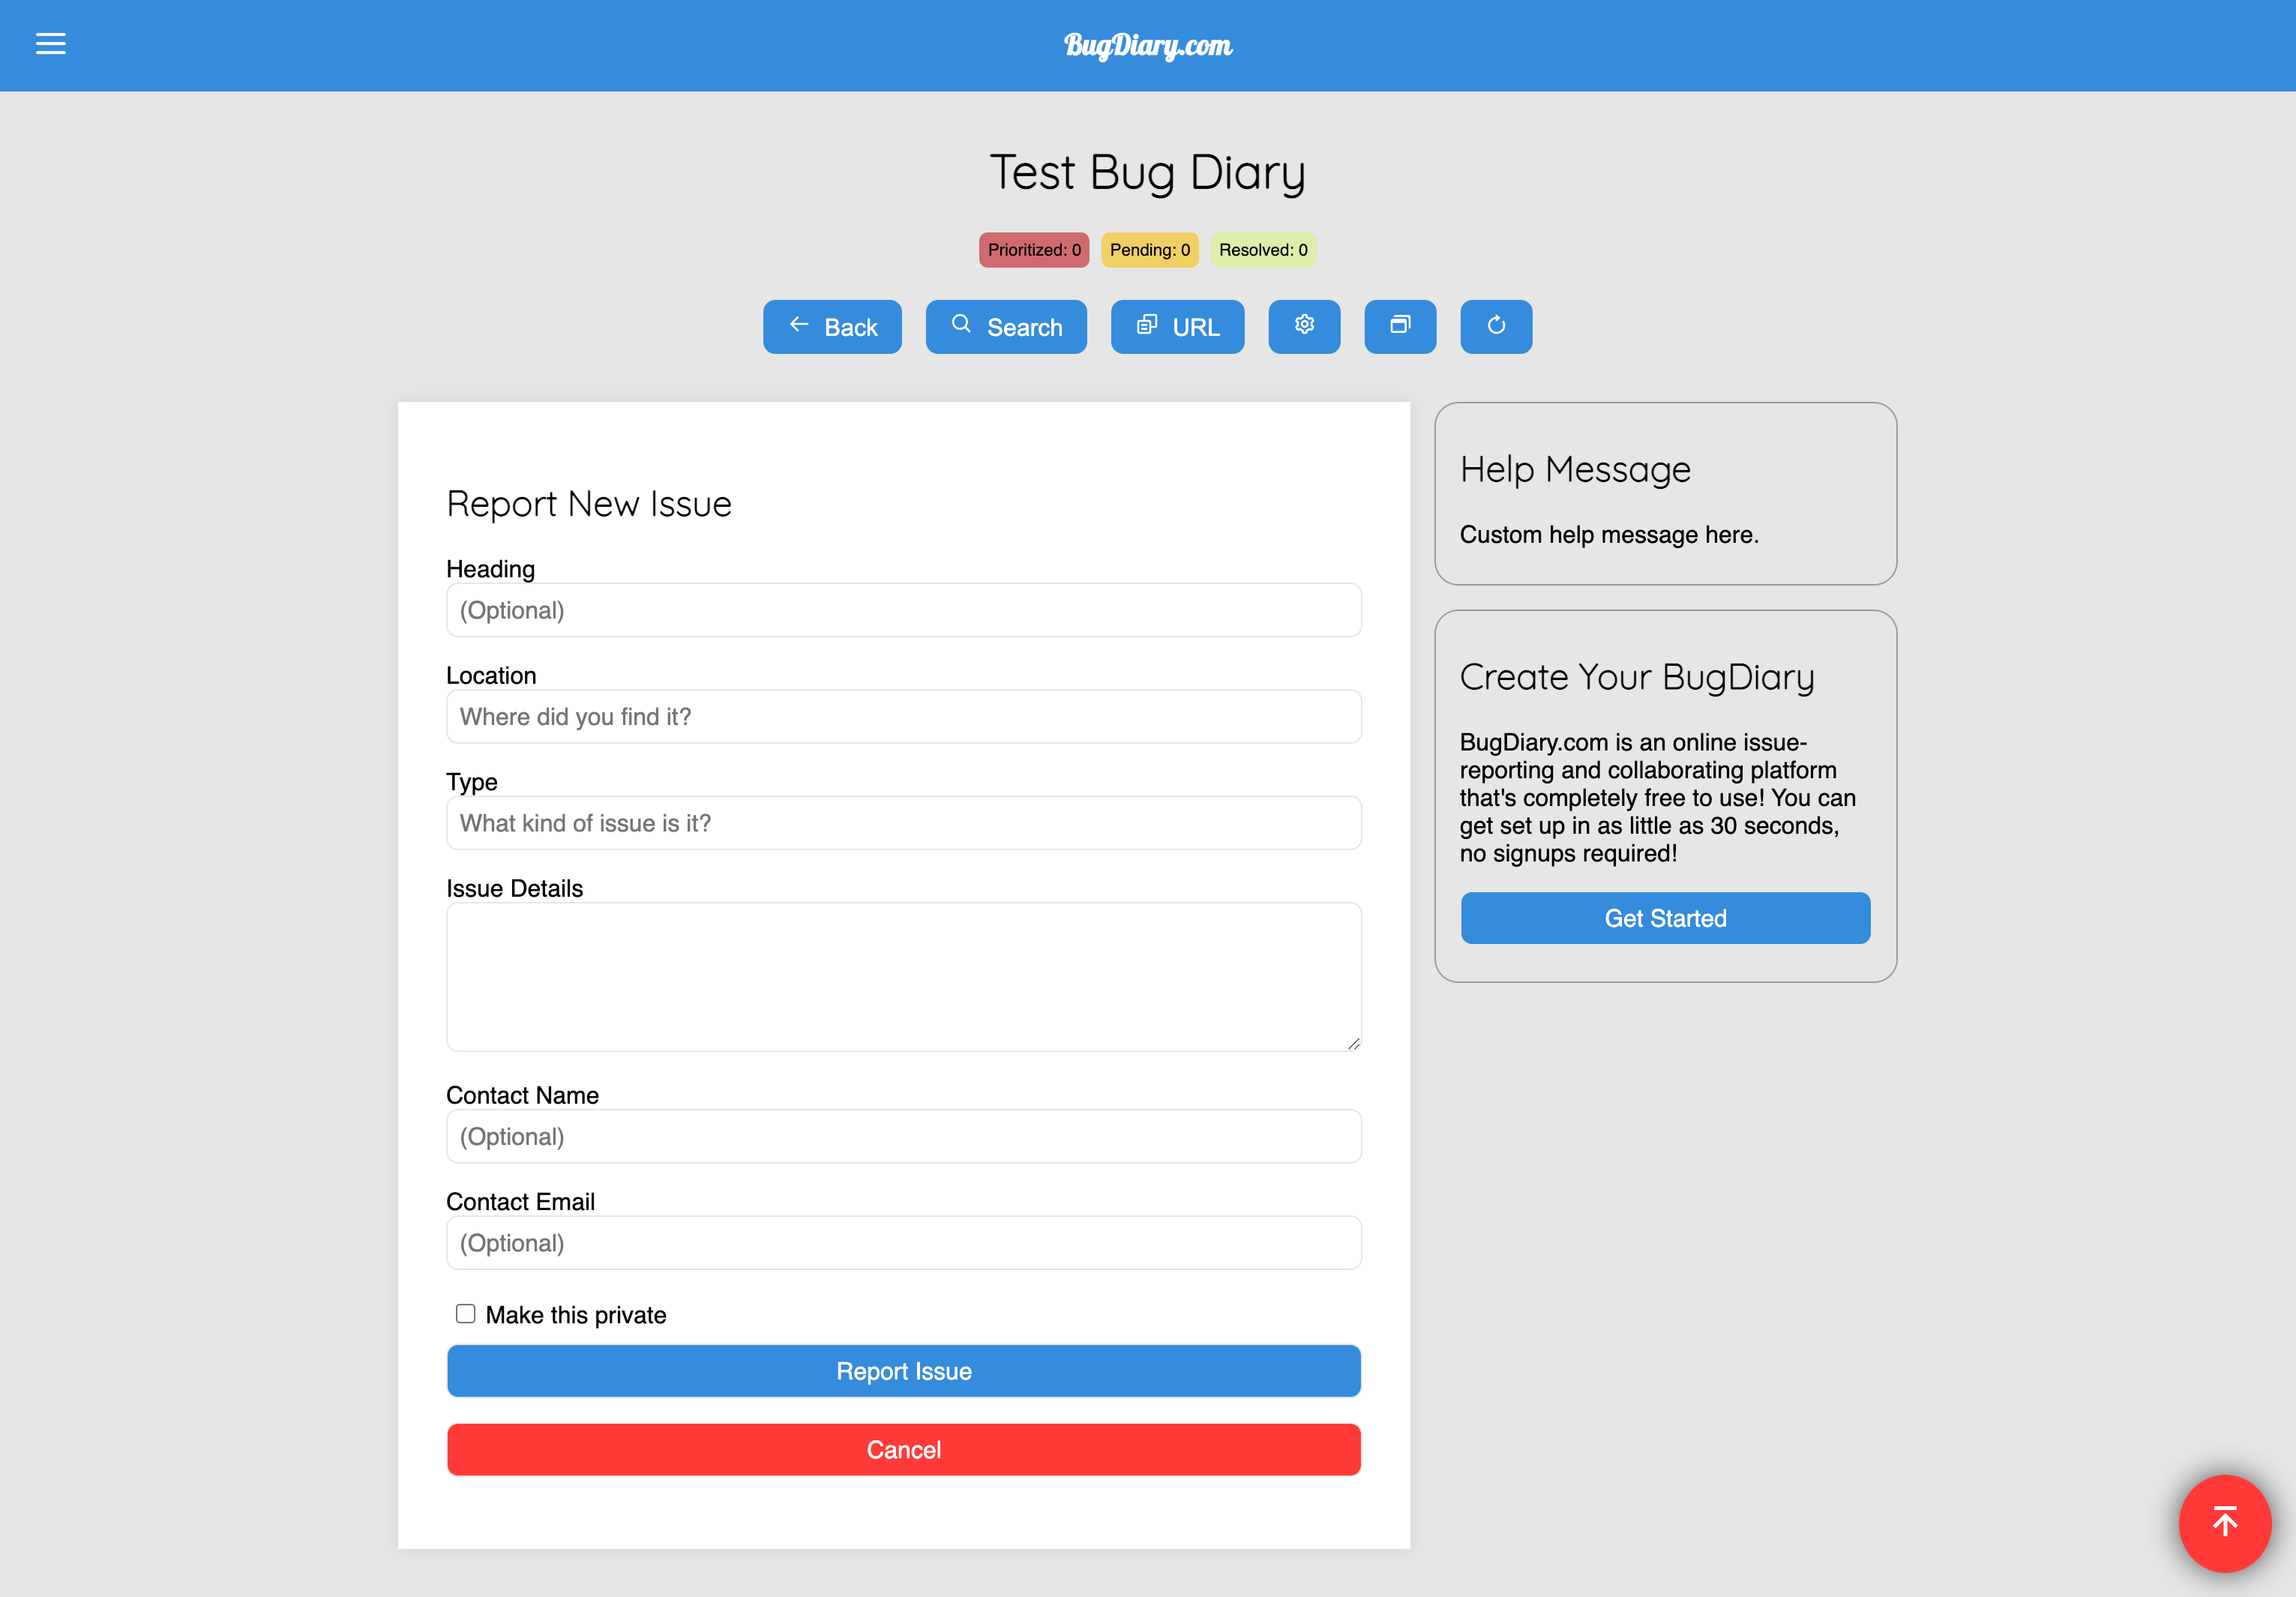 BugDiary.com
Test Bug Diary
Prioritized: 0 Pending: 0 Resolved: 0
Back Search URL
Report New Issue
Heading
(Optional)
Location
Where did you find it?
Type
What kind of issue is it?
Issue Details
Contact Name
(Optional)
Contact Email
(Optional)
Make this private
Report Issue
Cancel
Help Message
Custom help message here.
Create Your BugDiary
BugDiary.com is an online issue-
reporting and collaborating platform
that's completely free to use! You can
get set up in as little as 30 seconds,
no signups required!
Get Started